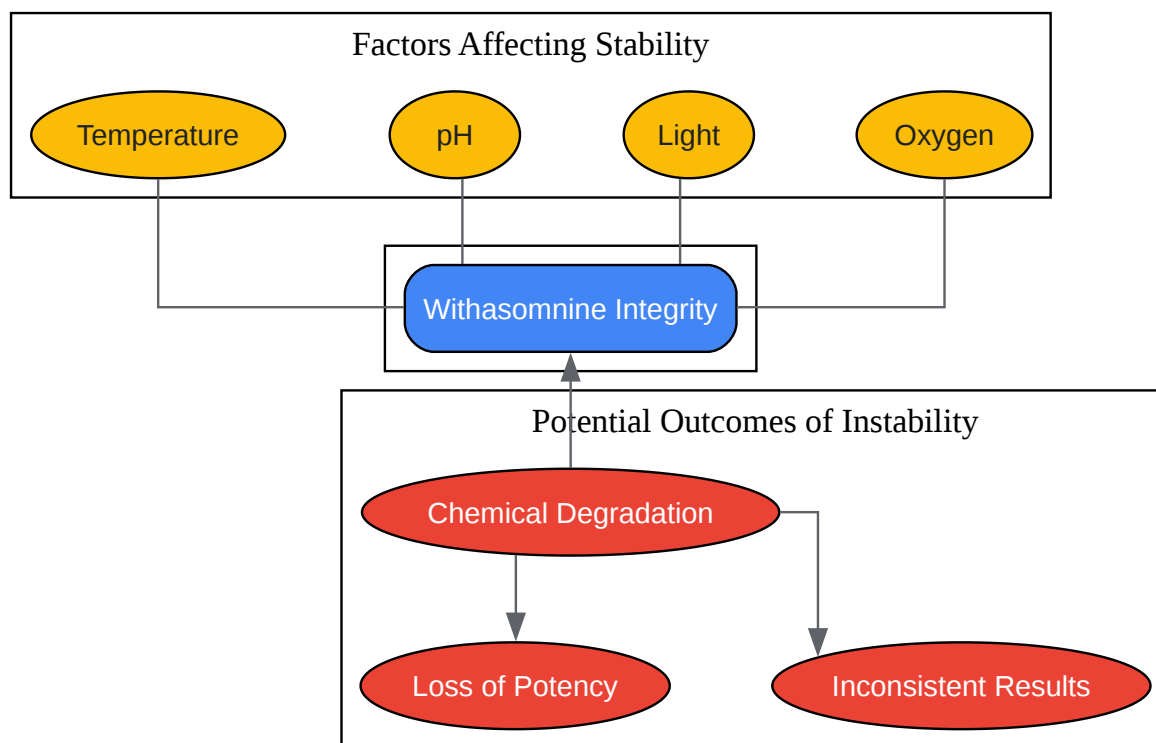 Factors Affecting Stability
Temperature
pH
Light
Oxygen
Withasomnine Integrity
Potential Outcomes of Instability
Chemical Degradation
Loss of Potency
Inconsistent Results